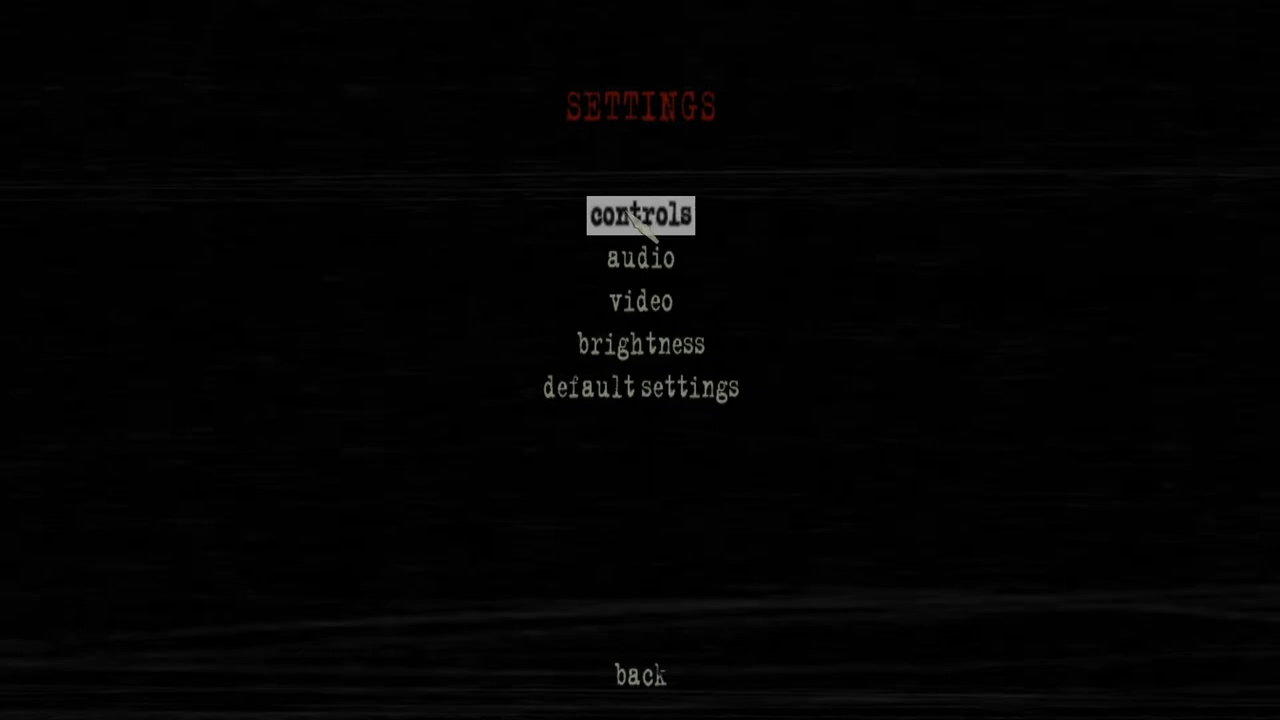 SETTINGS
controls
audio
video
brightness
default settings
back